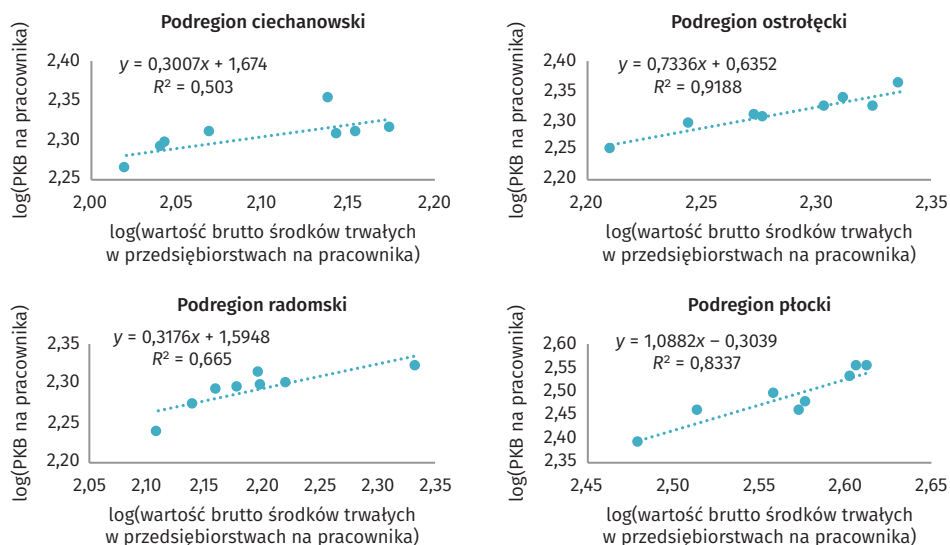 Podregion ciechanowski
log(PKB na pracownika)
2,40
2,35
2,30
2,25
y = 0,3007x + 1,674
R² = 0,503
2,00 2,05 2,10 2,15 2,20
log(wartość brutto środków trwałych
w przedsiębiorstwach na pracownika)
Podregion ostrołęcki
log(PKB na pracownika)
2,40
2,35
2,30
2,25
2,20
y = 0,7336x + 0,6352
R² = 0,9188
2,20 2,25 2,30 2,35
log(wartość brutto środków trwałych
w przedsiębiorstwach na pracownika)
Podregion radomski
log(PKB na pracownika)
2,35
2,30
2,25
2,20
y = 0,3176x + 1,5948
R² = 0,665
2,05 2,10 2,15 2,20 2,25 2,30 2,35
log(wartość brutto środków trwałych
w przedsiębiorstwach na pracownika)
Podregion płocki
log(PKB na pracownika)
2,60
2,55
2,50
2,45
2,40
2,35
y = 1,0882x – 0,3039
R² = 0,8337
2,45 2,50 2,55 2,60 2,65
log(wartość brutto środków trwałych
w przedsiębiorstwach na pracownika)